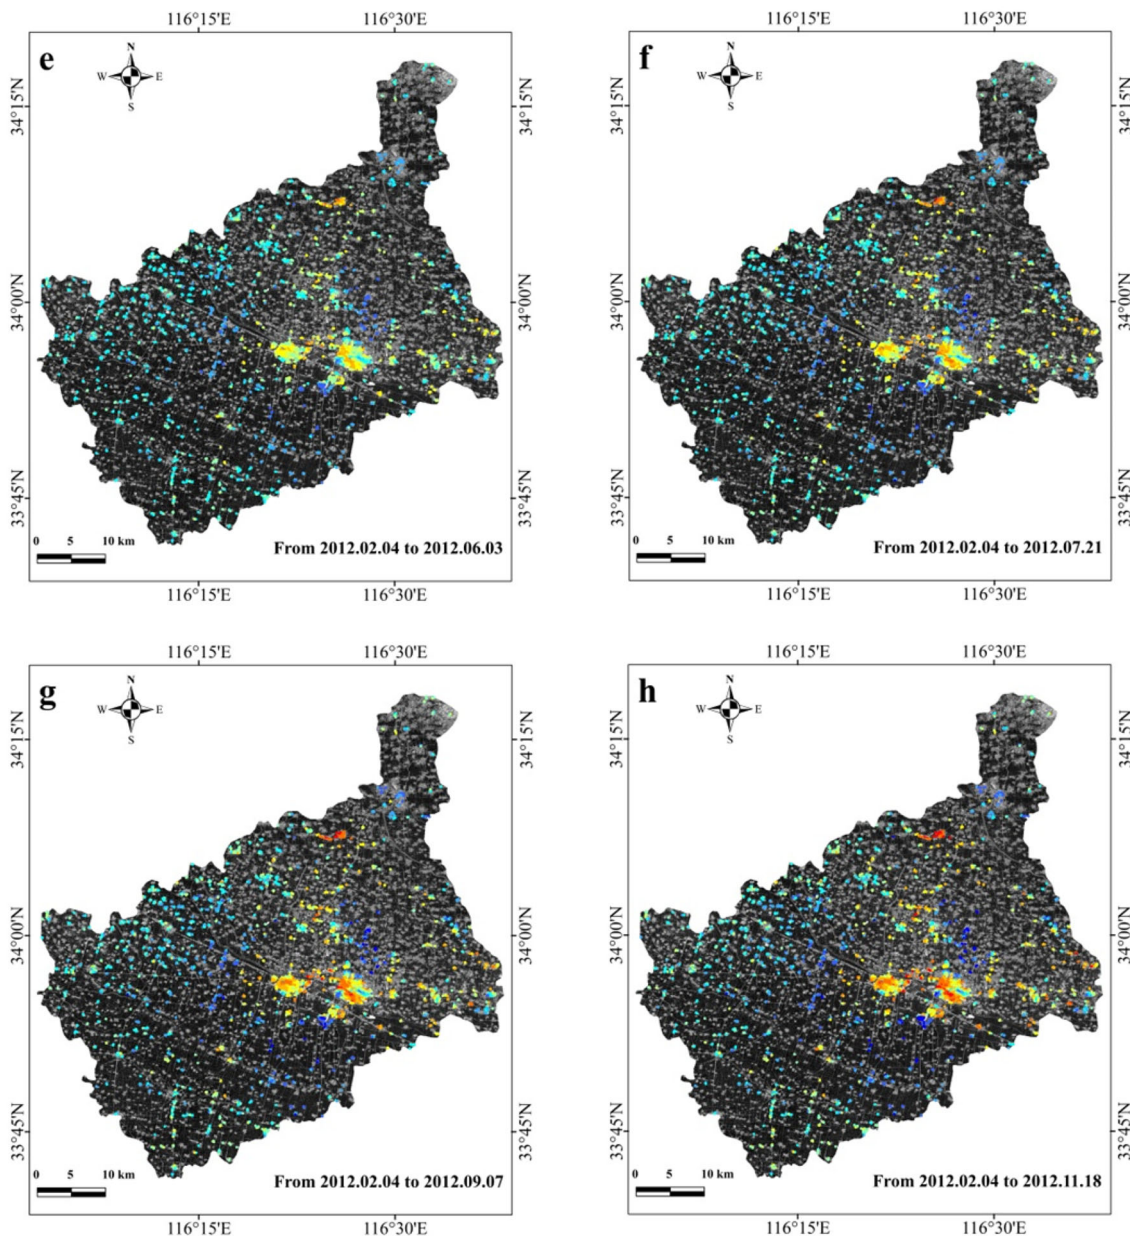 116°15'E 116°30'E 116°15'E 116°30'E
e f
N N
W E W E
S S
34°15'N 34°15'N 34°15'N 34°15'N
34°00'N 34°00'N 34°00'N 34°00'N
33°45'N 33°45'N 33°45'N 33°45'N
0 5 10 km 0 5 10 km
From 2012.02.04 to 2012.06.03 From 2012.02.04 to 2012.07.21
116°15'E 116°30'E 116°15'E 116°30'E
116°15'E 116°30'E 116°15'E 116°30'E
g h
N N
W E W E
S S
34°15'N 34°15'N 34°15'N 34°15'N
34°00'N 34°00'N 34°00'N 34°00'N
33°45'N 33°45'N 33°45'N 33°45'N
0 5 10 km 0 5 10 km
From 2012.02.04 to 2012.09.07 From 2012.02.04 to 2012.11.18
116°15'E 116°30'E 116°15'E 116°30'E